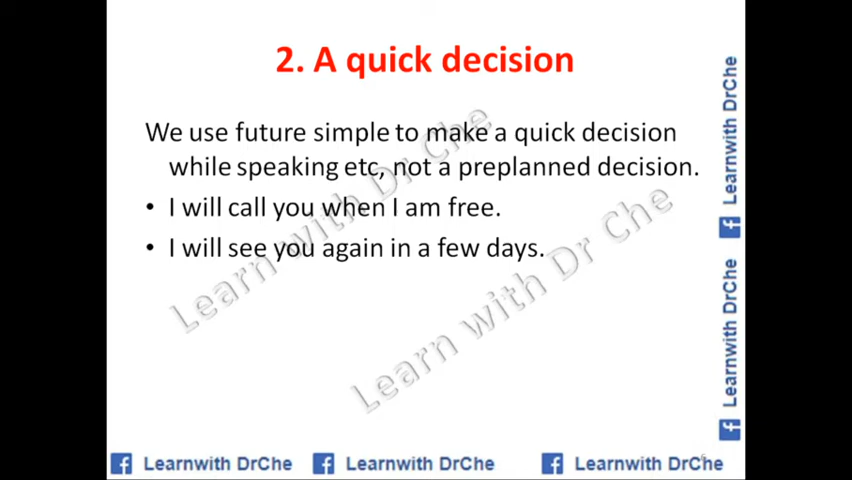 2. A quick decision
We use future simple to make a quick decision
while speaking etc, not a preplanned decision.
• I will call you when I am free.
• I will see you again in a few days.
Learn with Dr Che
Learn with Dr Che
Learnwith DrChe
Learnwith DrChe
Learnwith DrChe
Learnwith DrChe
Learnwith DrChe